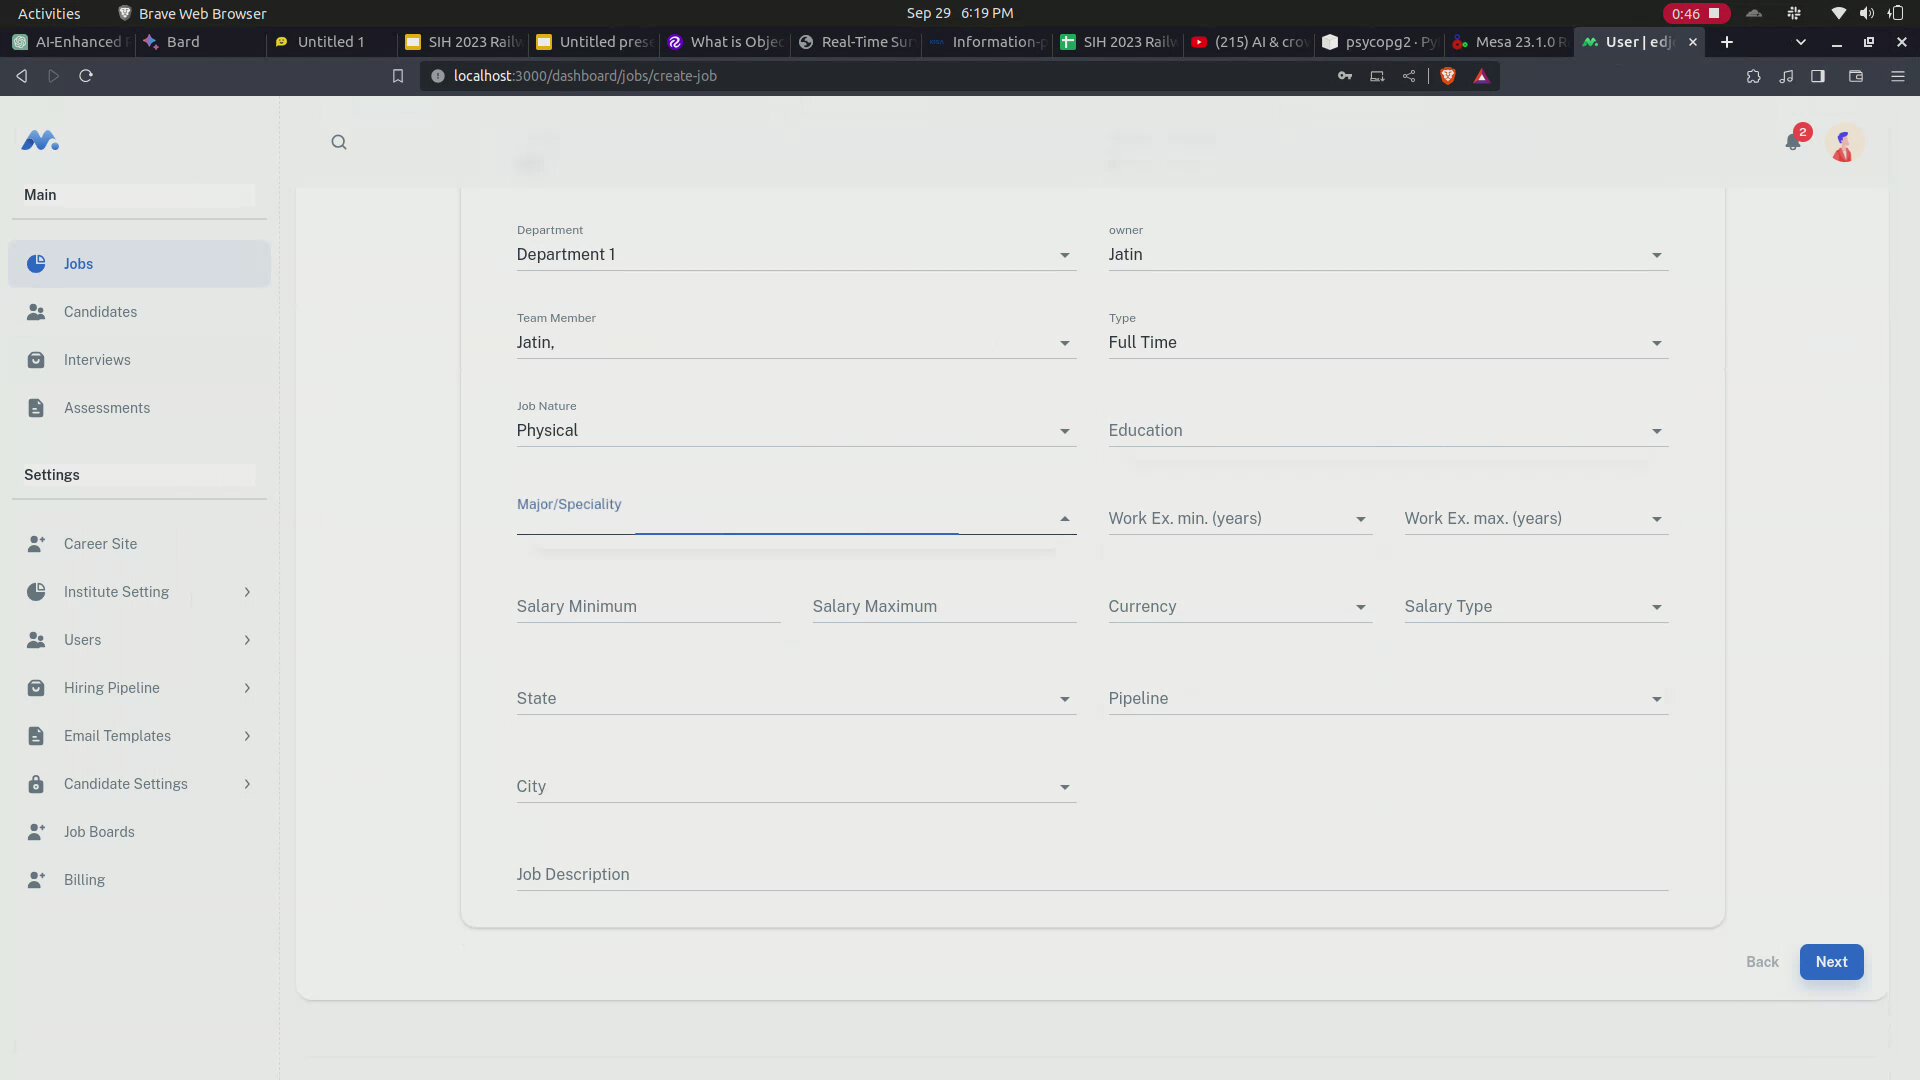 Activities
Brave Web Browser
Sep 29 6:19 PM
0:46
AI-Enhanced
Bard
Untitled 1
SIH 2023 Railw
Untitled prese
What is Objec
Real-Time Sur
Information-p
SIH 2023 Railw
(215) AI & crow
psycopg2 · Py
Mesa 23.1.0 R
User | edj
localhost:3000/dashboard/jobs/create-job
2
Main
Jobs
Candidates
Interviews
Assessments
Settings
Career Site
Institute Setting
Users
Hiring Pipeline
Email Templates
Candidate Settings
Job Boards
Billing
Department
owner
Department 1
Jatin
Team Member
Type
Jatin,
Full Time
Job Nature
Physical
Education
Major/Speciality
Work Ex. min. (years)
Work Ex. max. (years)
Salary Minimum
Salary Maximum
Currency
Salary Type
State
Pipeline
City
Job Description
Back
Next